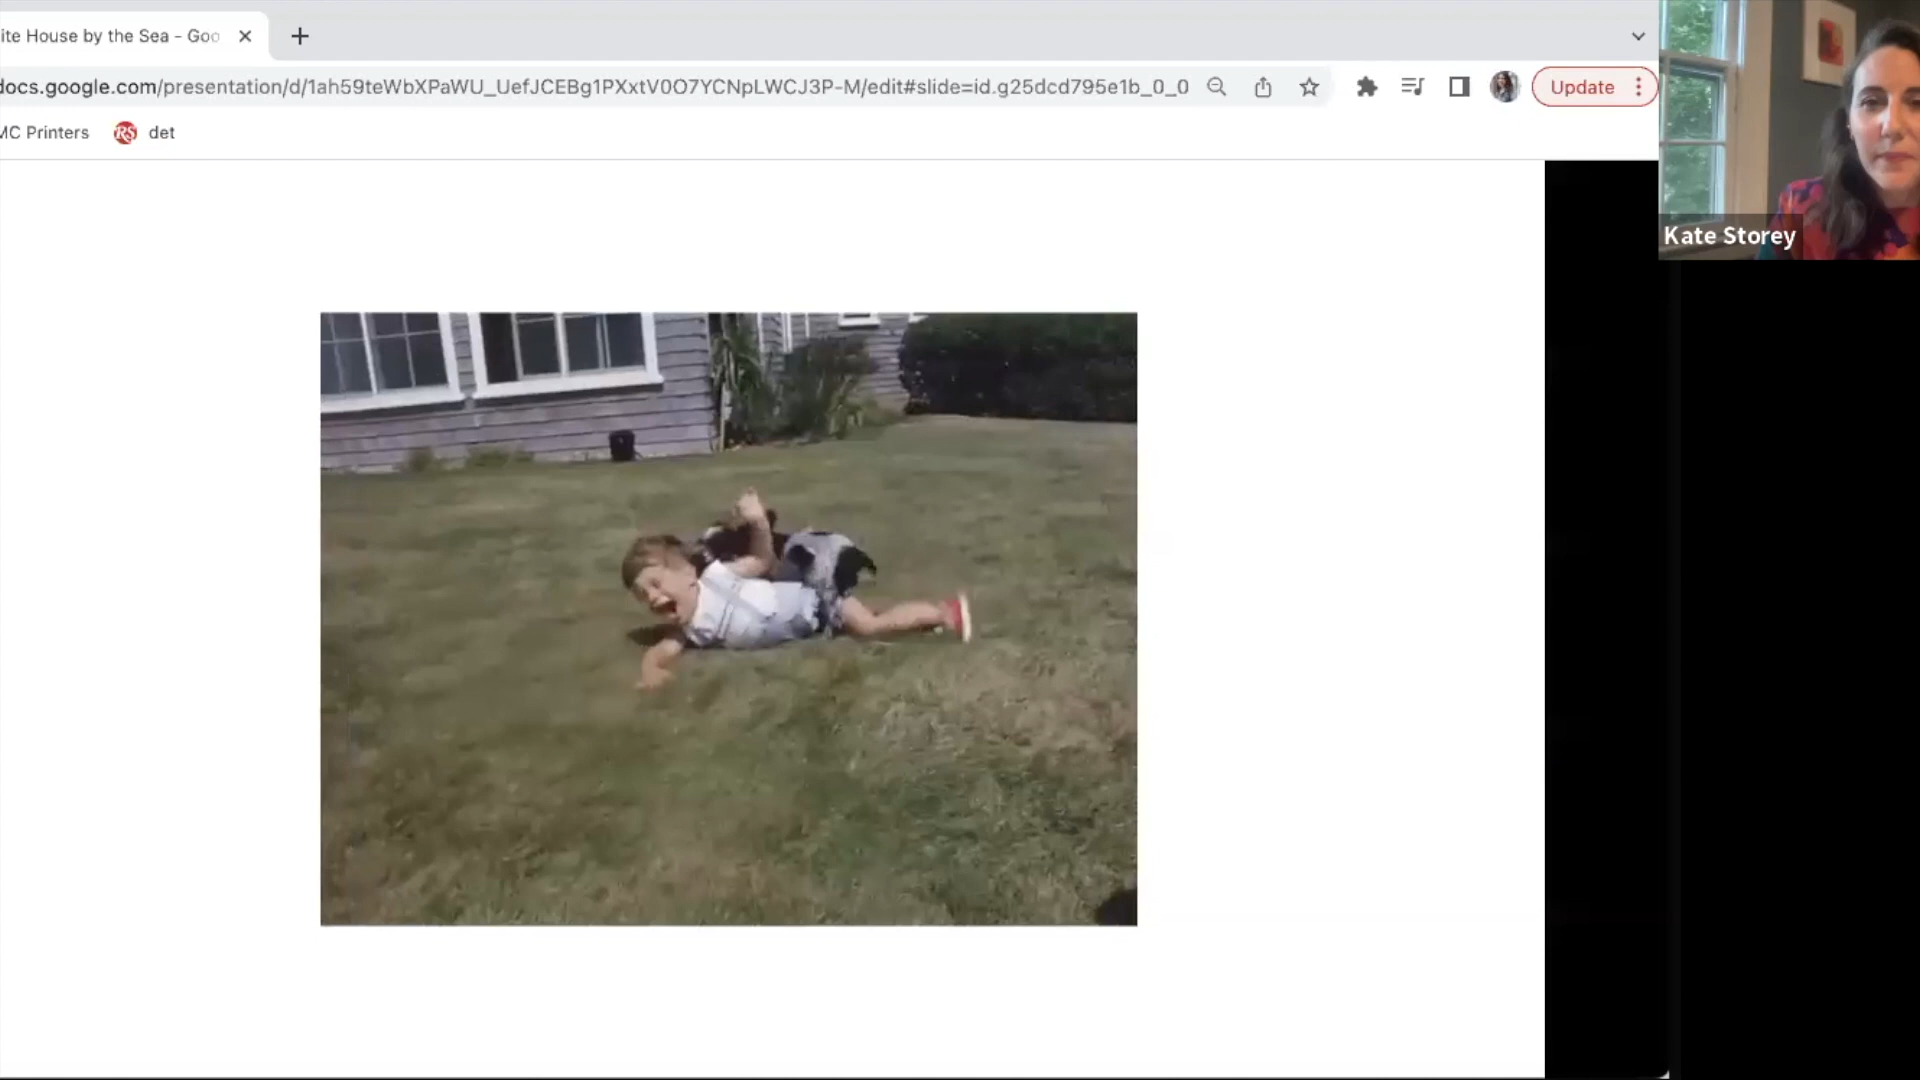 ite House by the Sea - Goo
docs.google.com/presentation/d/1ah59teWbXPaWU_UefJCEBg1PXxtV0O7YCNpLWCJ3P-M/edit#slide=id.g25dcd795e1b_0_0
Update
MC Printers RS det
Kate Storey